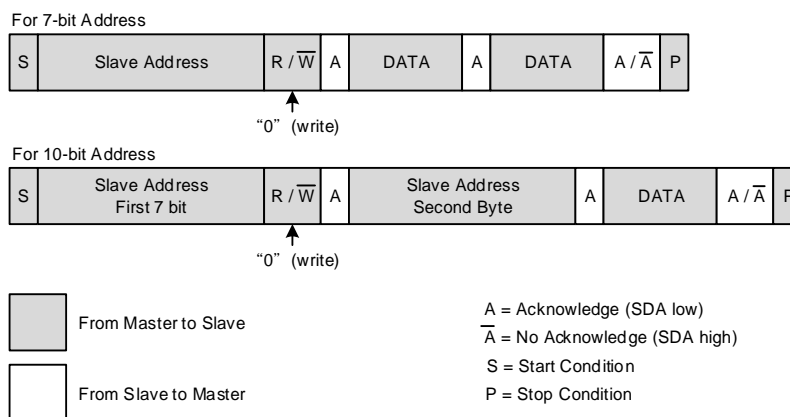 For 7-bit Address
S Slave Address R / W̅ A DATA A DATA A / A̅ P
“0” (write)
For 10-bit Address
S Slave Address First 7 bit R / W̅ A Slave Address Second Byte A DATA A / A̅ P
“0” (write)
From Master to Slave
From Slave to Master
A = Acknowledge (SDA low)
A̅ = No Acknowledge (SDA high)
S = Start Condition
P = Stop Condition